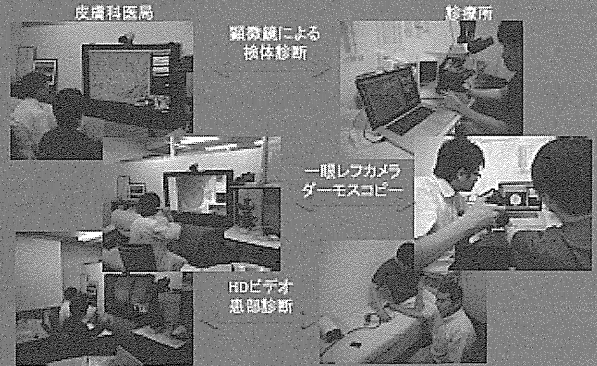 皮膚科医局
診療所
顕微鏡による
検体診断
一眼レフカメラ
ダーモスコピー
HDビデオ
患部診断